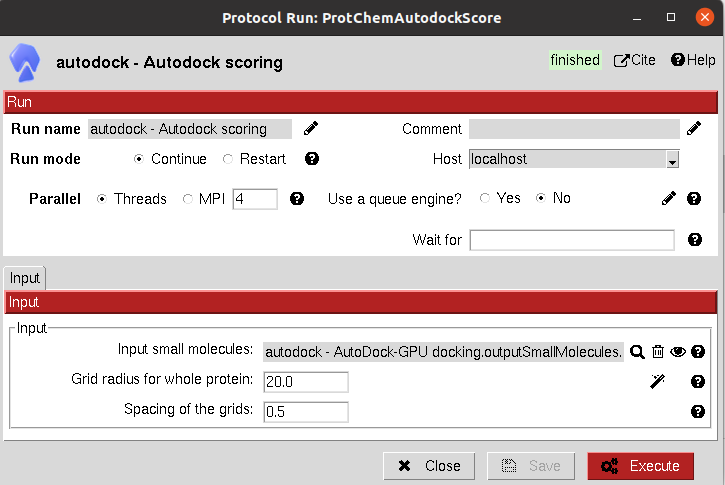 Protocol Run: ProtChemAutodockScore
autodock - Autodock scoring finished Cite Help
Run
Run name autodock - Autodock scoring Comment
Run mode Continue Restart Host localhost
Parallel Threads MPI 4 Use a queue engine? Yes No
Wait for
Input
Input
Input
Input small molecules: autodock - AutoDock-GPU docking.outputSmallMolecules.
Grid radius for whole protein: 20.0
Spacing of the grids: 0.5
Close Save Execute